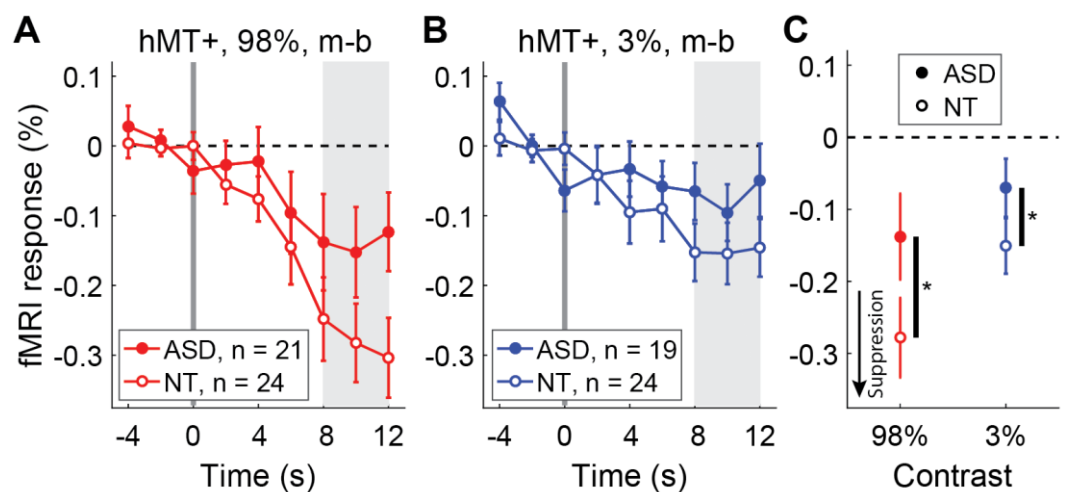 A
hMT+, 98%, m-b
fMRI response (%)
0.1
0
-0.1
-0.2
-0.3
ASD, n = 21
NT, n = 24
-4 0 4 8 12
Time (s)
B
hMT+, 3%, m-b
0.1
0
-0.1
-0.2
-0.3
ASD, n = 19
NT, n = 24
-4 0 4 8 12
Time (s)
C
ASD
NT
0.1
0
-0.1
-0.2
-0.3
*
*
Suppression
98% 3%
Contrast